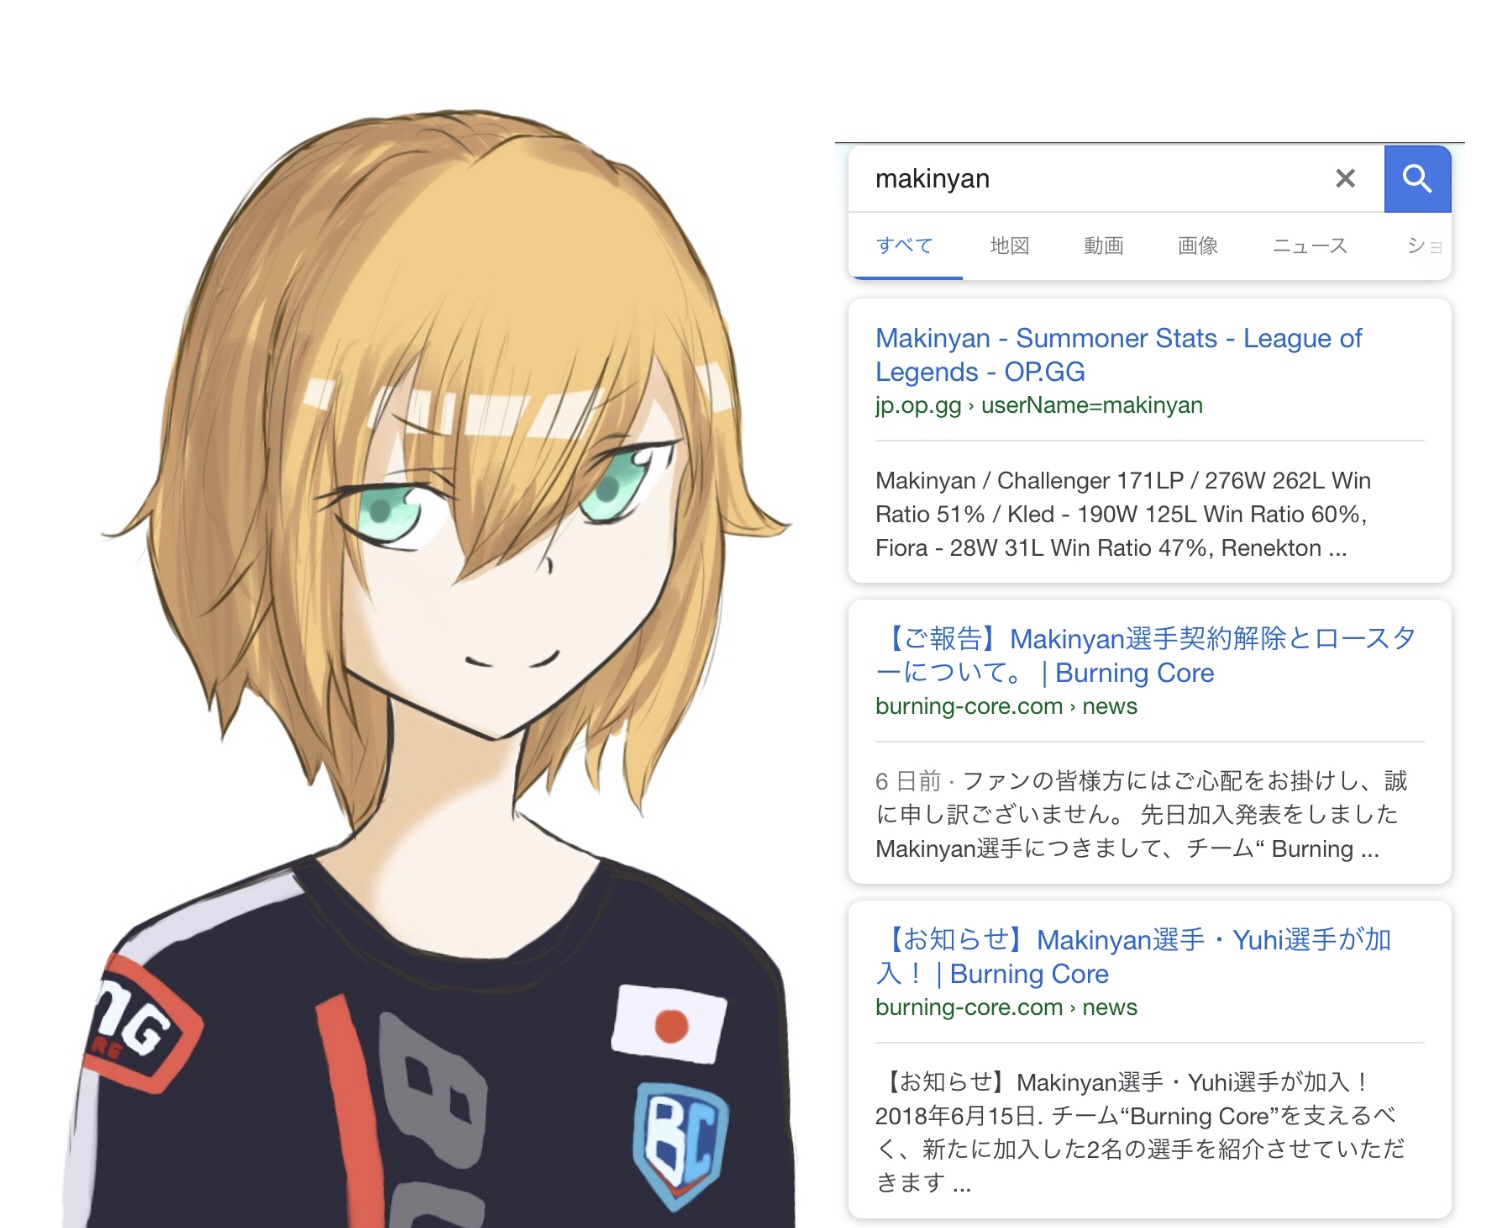 makinyan
すべて 地図 動画 画像 ニュース ショ
Makinyan - Summoner Stats - League of
Legends - OP.GG
jp.op.gg › userName=makinyan
Makinyan / Challenger 171LP / 276W 262L Win
Ratio 51% / Kled - 190W 125L Win Ratio 60%,
Fiora - 28W 31L Win Ratio 47%, Renekton ...
【ご報告】Makinyan選手契約解除とロースタ
ーについて。 | Burning Core
burning-core.com › news
6 日前 · ファンの皆様方にはご心配をお掛けし、誠
に申し訳ございません。 先日加入発表をしました
Makinyan選手につきまして、チーム“ Burning ...
【お知らせ】Makinyan選手・Yuhi選手が加
入！ | Burning Core
burning-core.com › news
【お知らせ】Makinyan選手・Yuhi選手が加入！
2018年6月15日. チーム“Burning Core”を支えるべ
く、新たに加入した2名の選手を紹介させていただ
きます ...
nG
RG
B
BC